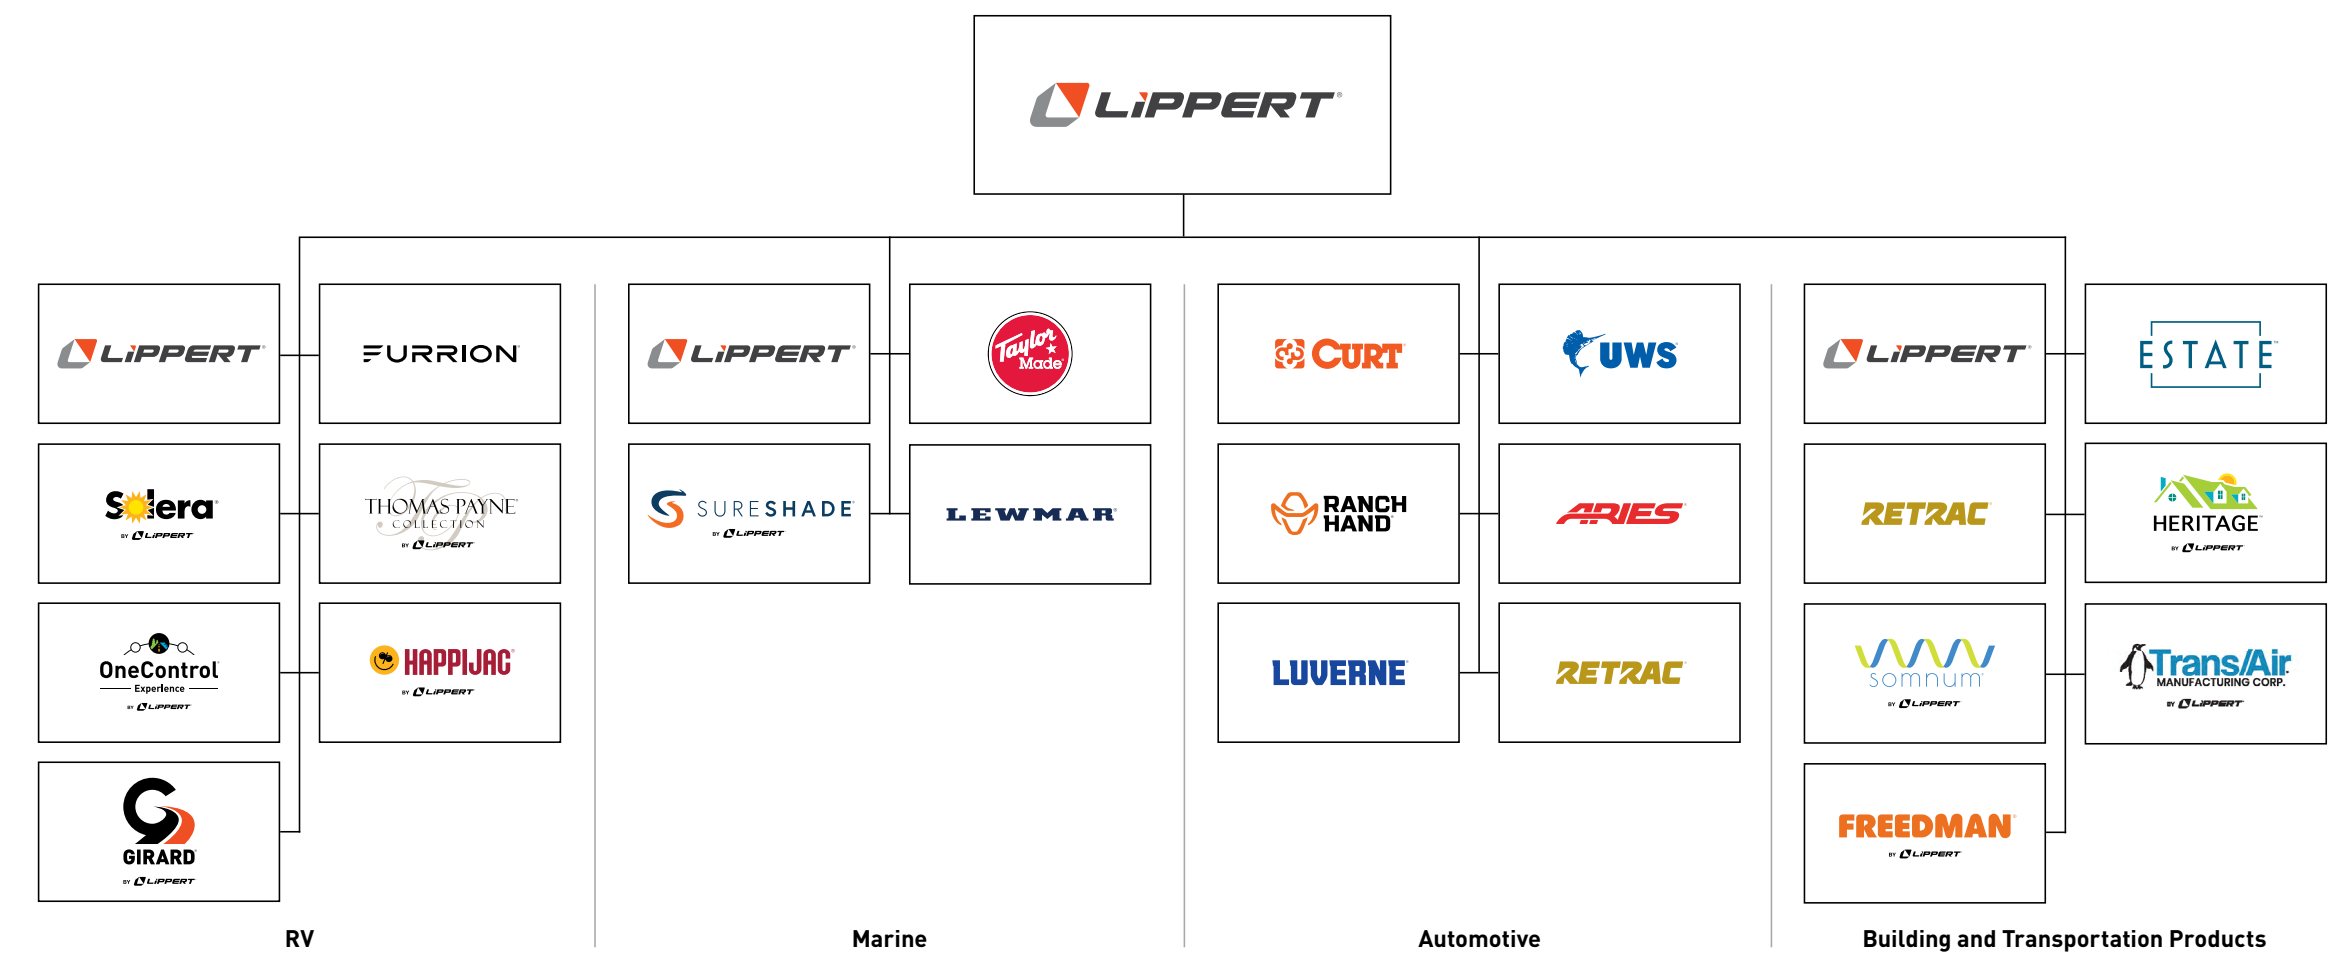 LIPPERT®
LIPPERT®
FURRION®
Solera®
BY LIPPERT
THOMAS PAYNE®
COLLECTION
BY LIPPERT
OneControl®
Experience
BY LIPPERT
HAPPIJAC®
BY LIPPERT
GIRARD
BY LIPPERT
RV
LIPPERT®
Taylor
Made®
SURESHADE®
BY LIPPERT
LEWMAR®
Marine
CURT®
UWS®
RANCH
HAND®
ARIES®
LUVERNE®
RETRAC®
Automotive
LIPPERT®
ESTATE™
RETRAC®
HERITAGE™
BY LIPPERT
somnum®
BY LIPPERT
Trans/Air
MANUFACTURING CORP.
BY LIPPERT
FREEDMAN®
BY LIPPERT
Building and Transportation Products